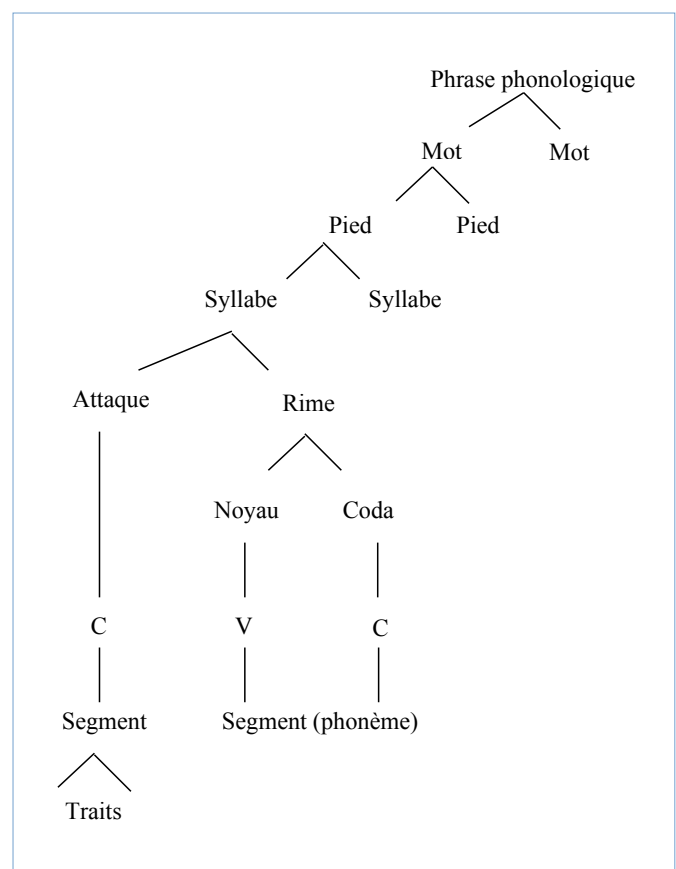 Phrase phonologique
Mot Mot
Pied Pied
Syllabe Syllabe
Attaque Rime
Noyau Coda
C V C
Segment Segment (phonème)
Traits